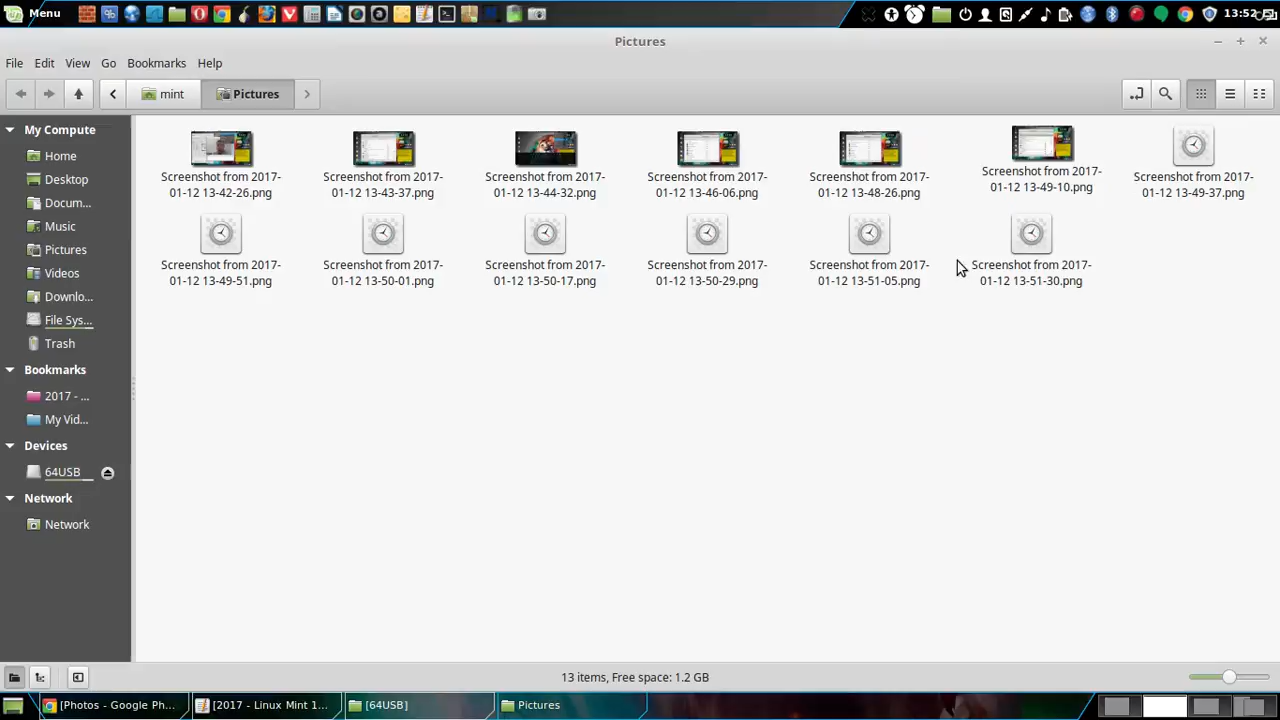 Menu
13:52
Pictures
File Edit View Go Bookmarks Help
mint Pictures
My Compute
Home
Desktop
Docum...
Music
Pictures
Videos
Downlo...
File Sys...
Trash
Bookmarks
2017 - ...
My Vid...
Devices
64USB
Network
Network
Screenshot from 2017-
01-12 13-42-26.png
Screenshot from 2017-
01-12 13-43-37.png
Screenshot from 2017-
01-12 13-44-32.png
Screenshot from 2017-
01-12 13-46-06.png
Screenshot from 2017-
01-12 13-48-26.png
Screenshot from 2017-
01-12 13-49-10.png
Screenshot from 2017-
01-12 13-49-37.png
Screenshot from 2017-
01-12 13-49-51.png
Screenshot from 2017-
01-12 13-50-01.png
Screenshot from 2017-
01-12 13-50-17.png
Screenshot from 2017-
01-12 13-50-29.png
Screenshot from 2017-
01-12 13-51-05.png
Screenshot from 2017-
01-12 13-51-30.png
13 items, Free space: 1.2 GB
[Photos - Google Ph...
[2017 - Linux Mint 1...
[64USB]
Pictures